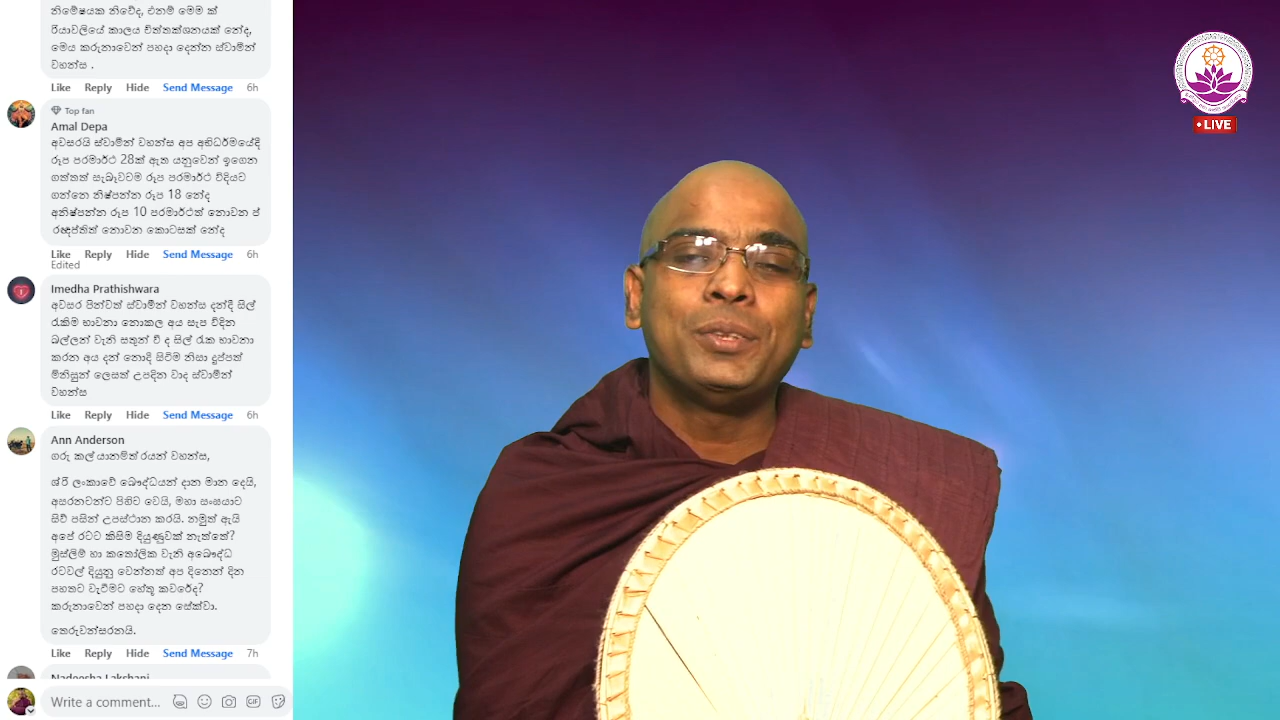 නිමේෂයක නිවේද, එනම් මෙම ක්
රියාවලියේ කාලය චිත්තක්ශනයක් නේද,
මෙය කරුනාවෙන් පහදා දෙන්න ස්වාමීන්
වහන්ස .
Like Reply Hide Send Message 6h
Top fan
Amal Depa
අවසරයි ස්වාමීන් වහන්ස අප අභිධර්මයේදී
රූප පරමාර්ථ 28ක් ඇත යනුවෙන් ඉගෙන
ගත්තත් සැබෑවටම රූප පරමාර්ථ විදියට
ගන්නෙ නිෂ්පන්න රූප 18 නේද
අනිෂ්පන්න රූප 10 පරමාර්ථත් නොවන ප්
රඥප්තිත් නොවන කොටසක් නේද
Like Reply Hide Send Message 6h
Edited
Imedha Prathishwara
අවසර පින්වත් ස්වාමීන් වහන්ස දන්දී සිල්
රැකිම භාවනා නොකල අය සැප විදින
බල්ලන් වැනි සතුන් වී ද සිල් රැක භාවනා
කරන අය දන් නොදි සිටීම නිසා දුප්පත්
මිනිසුන් ලෙසත් උපදින වාද ස්වාමීන්
වහන්ස
Like Reply Hide Send Message 6h
Ann Anderson
ගරු කල් යානමිත් රයන් වහන්ස,
ශ්රී ලංකාවේ බෞද්ධයන් දාන මාන දෙයි,
අසරනවන්ට පිහිට වෙයි, මහා සංඝයාට
සිව් පසින් උපස්ථාන කරයි. නමුත් ඇයි
අපේ රටට කිසිම දියුණුවක් නැත්තේ?
මුස්ලිම් හා කතෝලික වැනි අබෞද්ධ
රටවල් දියුනු වෙන්නත් අප දිනෙන් දින
පහතට වැටීමට හේතු කවරේද?
කරුනාවෙන් පහදා දෙන සේක්වා.
තෙරුවන්සරනයි.
Like Reply Hide Send Message 7h
Nadeesha Lakshani
Write a comment...
GIF
LIVE